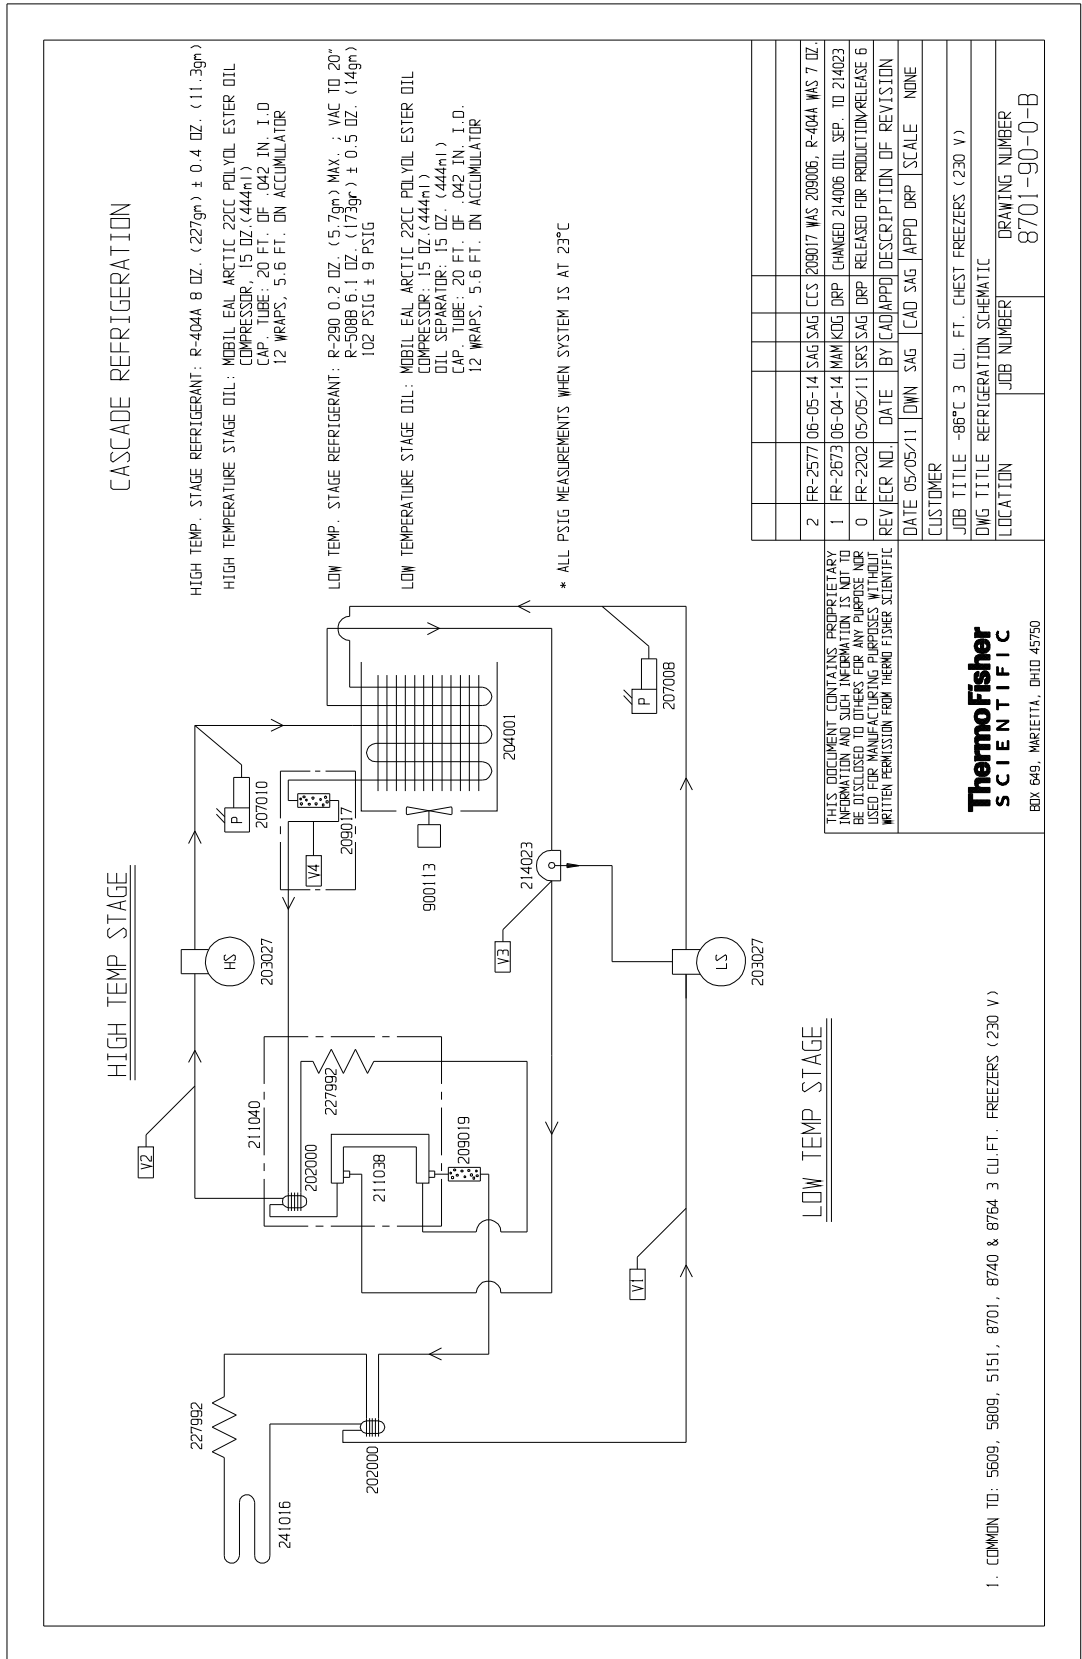 CASCADE REFRIGERATION
HIGH TEMP. STAGE REFRIGERANT: R-404A 8 OZ. (227gm) ± 0.4 OZ. (11.3gm)
HIGH TEMPERATURE STAGE OIL: MOBIL EAL ARCTIC 22CC POLYOL ESTER OIL
COMPRESSOR, 15 OZ.(444ml)
CAP. TUBE: 20 FT. OF .042 IN. I.D
12 WRAPS, 5.6 FT. ON ACCUMULATOR
LOW TEMP. STAGE REFRIGERANT: R-290 0.2 OZ. (5.7gm) MAX. ; VAC TO 20"
R-508B 6.1 OZ. (173gr) ± 0.5 OZ. (14gm)
102 PSIG ± 9 PSIG
LOW TEMPERATURE STAGE OIL: MOBIL EAL ARCTIC 22CC POLYOL ESTER OIL
COMPRESSOR: 15 OZ.(444ml)
OIL SEPARATOR: 15 OZ. (444ml)
CAP. TUBE: 20 FT. OF .042 IN. I.D.
12 WRAPS, 5.6 FT. ON ACCUMULATOR
* ALL PSIG MEASUREMENTS WHEN SYSTEM IS AT 23°C
HIGH TEMP STAGE
V2
HS
203027
P
207010
211040
202000
227992
211038
209019
V4
209017
900113
204001
214023
V3
P
207008
227992
241016
202000
V1
LS
203027
LOW TEMP STAGE
1. COMMON TO: 5609, 5809, 5151, 8701, 8740 & 8764 3 CU.FT. FREEZERS (230 V)
THIS DOCUMENT CONTAINS PROPRIETARY
INFORMATION AND SUCH INFORMATION IS NOT TO
BE DISCLOSED TO OTHERS FOR ANY PURPOSE NOR
USED FOR MANUFACTURING PURPOSES WITHOUT
WRITTEN PERMISSION FROM THERMO FISHER SCIENTIFIC
ThermoFisher
SCIENTIFIC
BOX 649, MARIETTA, OHIO 45750
2 FR-2577 06-05-14 SAG SAG CCS 209017 WAS 209006, R-404A WAS 7 OZ.
1 FR-2673 06-04-14 MAM KDG DRP CHANGED 214006 OIL SEP. TO 214023
0 FR-2202 05/05/11 SRS SAG DRP RELEASED FOR PRODUCTION/RELEASE 6
REV ECR NO. DATE BY CAD APPD DESCRIPTION OF REVISION
DATE 05/05/11 DWN SAG CAD SAG APPD DRP SCALE NONE
CUSTOMER
JOB TITLE -86°C 3 CU. FT. CHEST FREEZERS (230 V)
DWG TITLE REFRIGERATION SCHEMATIC
LOCATION JOB NUMBER DRAWING NUMBER
8701-90-0-B